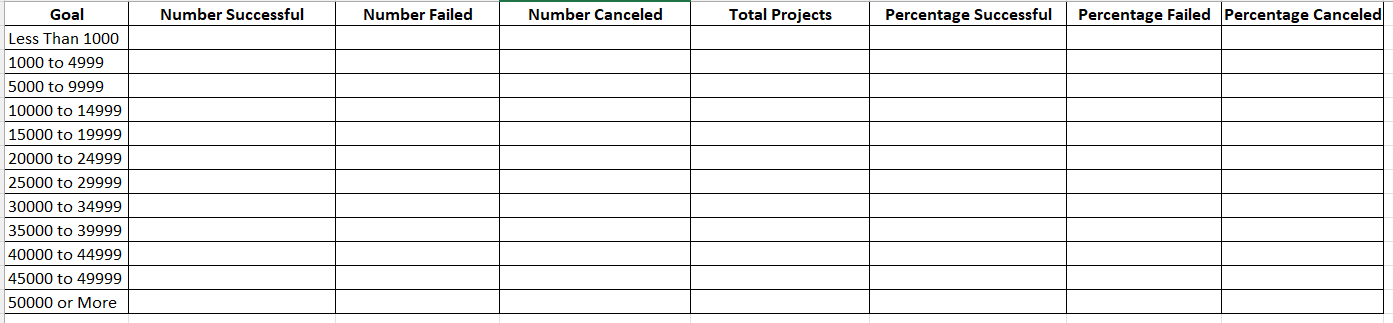 Goal Number Successful Number Failed Number Canceled Total Projects Percentage Successful Percentage Failed Percentage Canceled
Less Than 1000
1000 to 4999
5000 to 9999
10000 to 14999
15000 to 19999
20000 to 24999
25000 to 29999
30000 to 34999
35000 to 39999
40000 to 44999
45000 to 49999
50000 or More